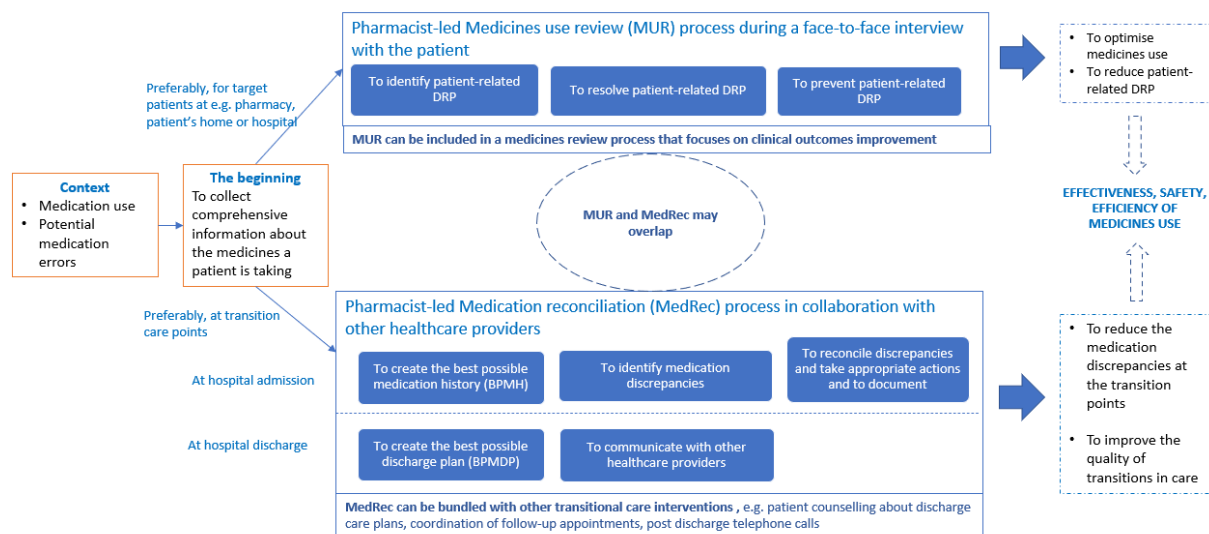 Context
• Medication use
• Potential
medication
errors
The beginning
To collect
comprehensive
information about
the medicines a
patient is taking
Preferably, for target
patients at e.g. pharmacy,
patient's home or hospital
Pharmacist-led Medicines use review (MUR) process during a face-to-face interview
with the patient
To identify patient-related
DRP
To resolve patient-related DRP
To prevent patient-related
DRP
MUR can be included in a medicines review process that focuses on clinical outcomes improvement
• To optimise
medicines use
• To reduce patient-
related DRP
MUR and MedRec may
overlap
EFFECTIVENESS, SAFETY,
EFFICIENCY OF
MEDICINES USE
Preferably, at transition
care points
Pharmacist-led Medication reconciliation (MedRec) process in collaboration with
other healthcare providers
At hospital admission
To create the best possible
medication history (BPMH)
To identify medication
discrepancies
To reconcile discrepancies
and take appropriate actions
and to document
At hospital discharge
To create the best possible
discharge plan (BPMDP)
To communicate with other
healthcare providers
MedRec can be bundled with other transitional care interventions , e.g. patient counselling about discharge
care plans, coordination of follow-up appointments, post discharge telephone calls
• To reduce the
medication
discrepancies at
the transition
points
• To improve the
quality of
transitions in care